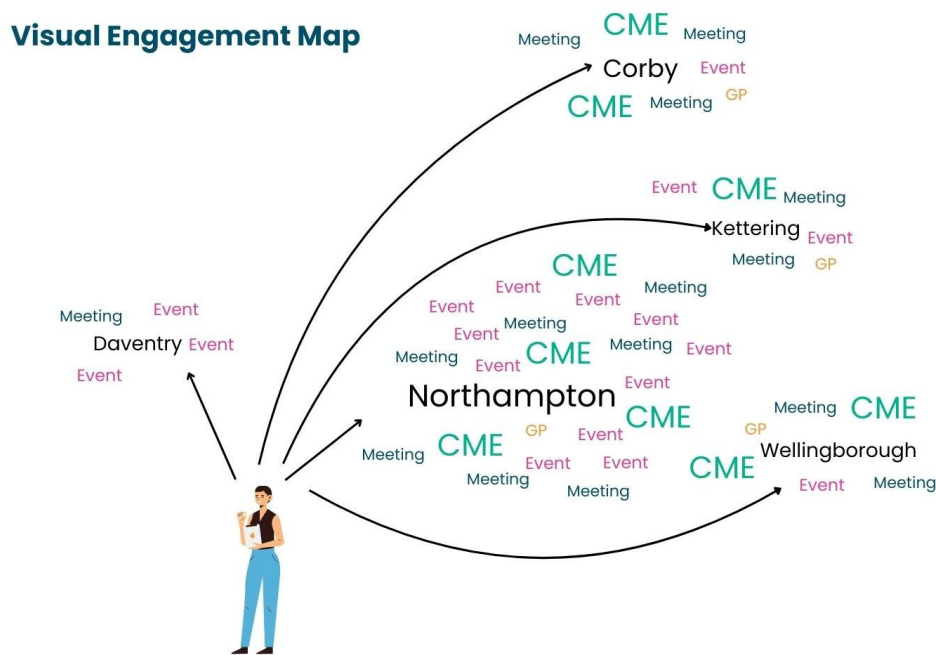 Visual Engagement Map
CME
Meeting
Meeting
Corby
Event
CME
Meeting
GP
Event
CME
Meeting
Kettering
Event
Meeting
GP
Meeting
Event
Daventry
Event
Event
CME
Event
Meeting
Event
Event
Meeting
Event
Event
Meeting
Event
Meeting
CME
Event
Event
Northampton
CME
GP
Event
Meeting
CME
Event
Event
Meeting
Meeting
Meeting
CME
GP
Wellingborough
CME
Event
Meeting